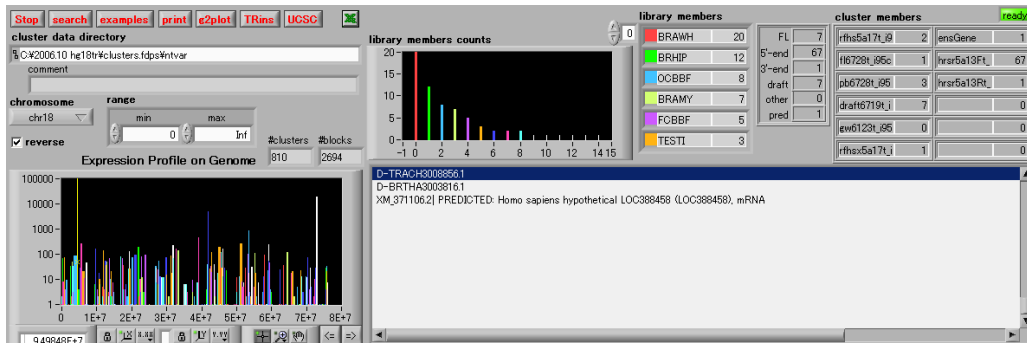 Stop search examples print g2plot TRins UCSC
cluster data directory
C:¥2006.10 hg18tr¥clusters.fdps¥ntvar
comment
chromosome
chr18
range
min max
0 Inf
reverse
#clusters #blocks
810 2694
Expression Profile on Genome
100000
10000
1000
100
10
1
0 1E+7 2E+7 3E+7 4E+7 5E+7 6E+7 7E+7 8E+7
9.49848E+7
library members counts
20
15
10
5
0
-1 0 2 4 6 8 10 12 14 15
0
library members
BRAWH 20
BRHIP 12
OCBBF 8
BRAMY 7
FCBBF 5
TESTI 3
FL 7
5'-end 67
3'-end 1
draft 7
other 0
pred 1
cluster members
ready
rfhs5a17t_i9 2 ensGene 1
fl6728t_i95c 1 hrsr5a13Ft_ 67
pb6728t_i95 3 hrsr5a13Rt_ 1
draft6719t_i 7 0
gw6123t_i95 0 0
rfhsx5a17t_i 1 0
D-TRACH3008856.1
D-BRTHA3003816.1
XM_371106.2| PREDICTED: Homo sapiens hypothetical LOC388458 (LOC388458), mRNA